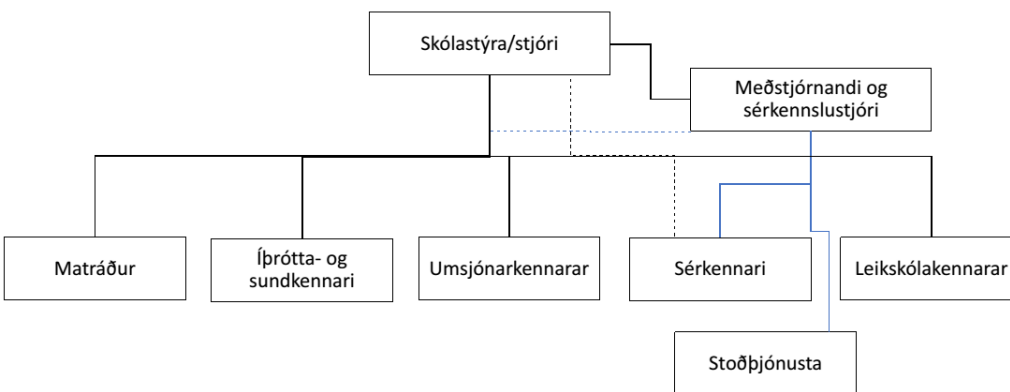 Skólastýra/stjóri
Meðstjórnandi og
sérkennslustjóri
Matráður
Íþrótta- og
sundkennari
Umsjónarkennarar
Sérkennari
Leikskólakennarar
Stoðþjónusta